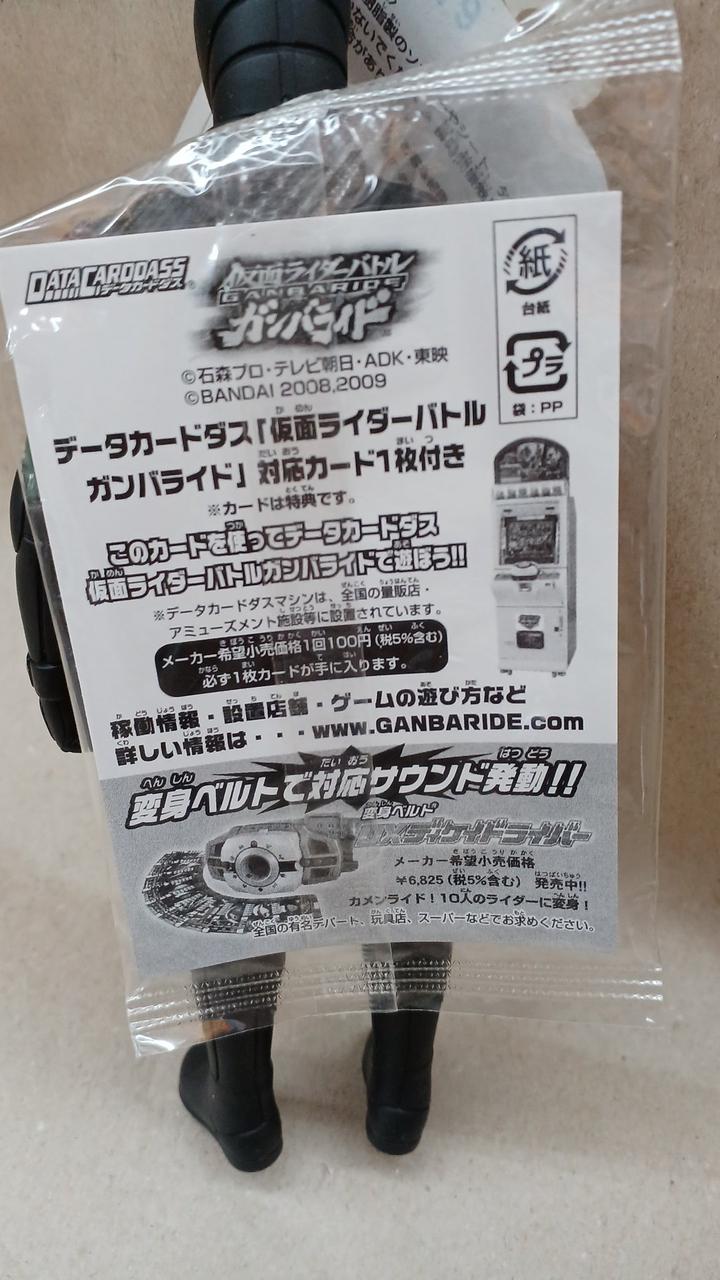 DATA CARDDASS®
データカードダス
仮面ライダーバトル
GANBARIDE
ガンバライド
©石森プロ・テレビ朝日・ADK・東映
©BANDAI 2008,2009
紙
台紙
プラ
袋：PP
データカードダス「仮面ライダーバトル
ガンバライド」対応カード1枚付き
※カードは特典です。
このカードを使ってデータカードダス
仮面ライダーバトルガンバライドで遊ぼう!!
※データカードダスマシンは、全国の量販店・
アミューズメント施設等に設置されています。
メーカー希望小売価格1回100円(税5%含む)
必ず1枚カードが手に入ります。
稼働情報・設置店舗・ゲームの遊び方など
詳しい情報は・・・www.GANBARIDE.com
変身ベルトで対応サウンド発動!!
変身ベルト®
DXディケイドライバー
メーカー希望小売価格
¥6,825(税5%含む) 発売中!!
カメンライド！10人のライダーに変身！
全国の有名デパート、玩具店、スーパーなどでお求めください。